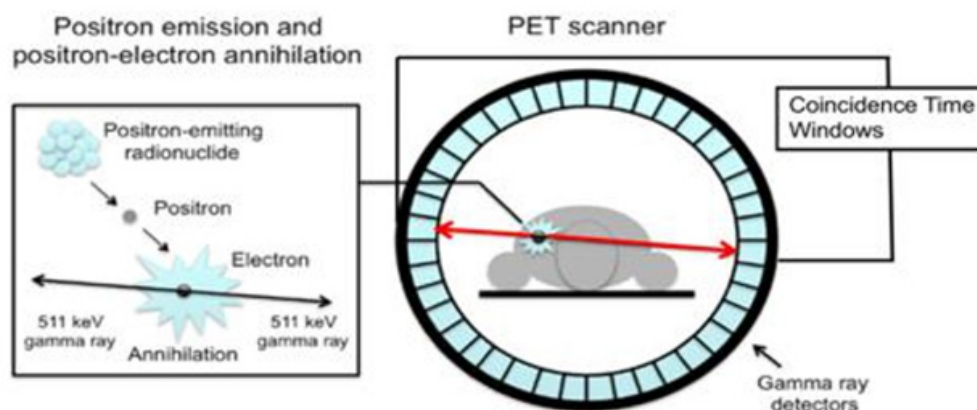 Positron emission and
positron-electron annihilation
Positron-emitting
radionuclide
Positron
Electron
511 keV
gamma ray
Annihilation
511 keV
gamma ray
PET scanner
Coincidence Time
Windows
Gamma ray
detectors